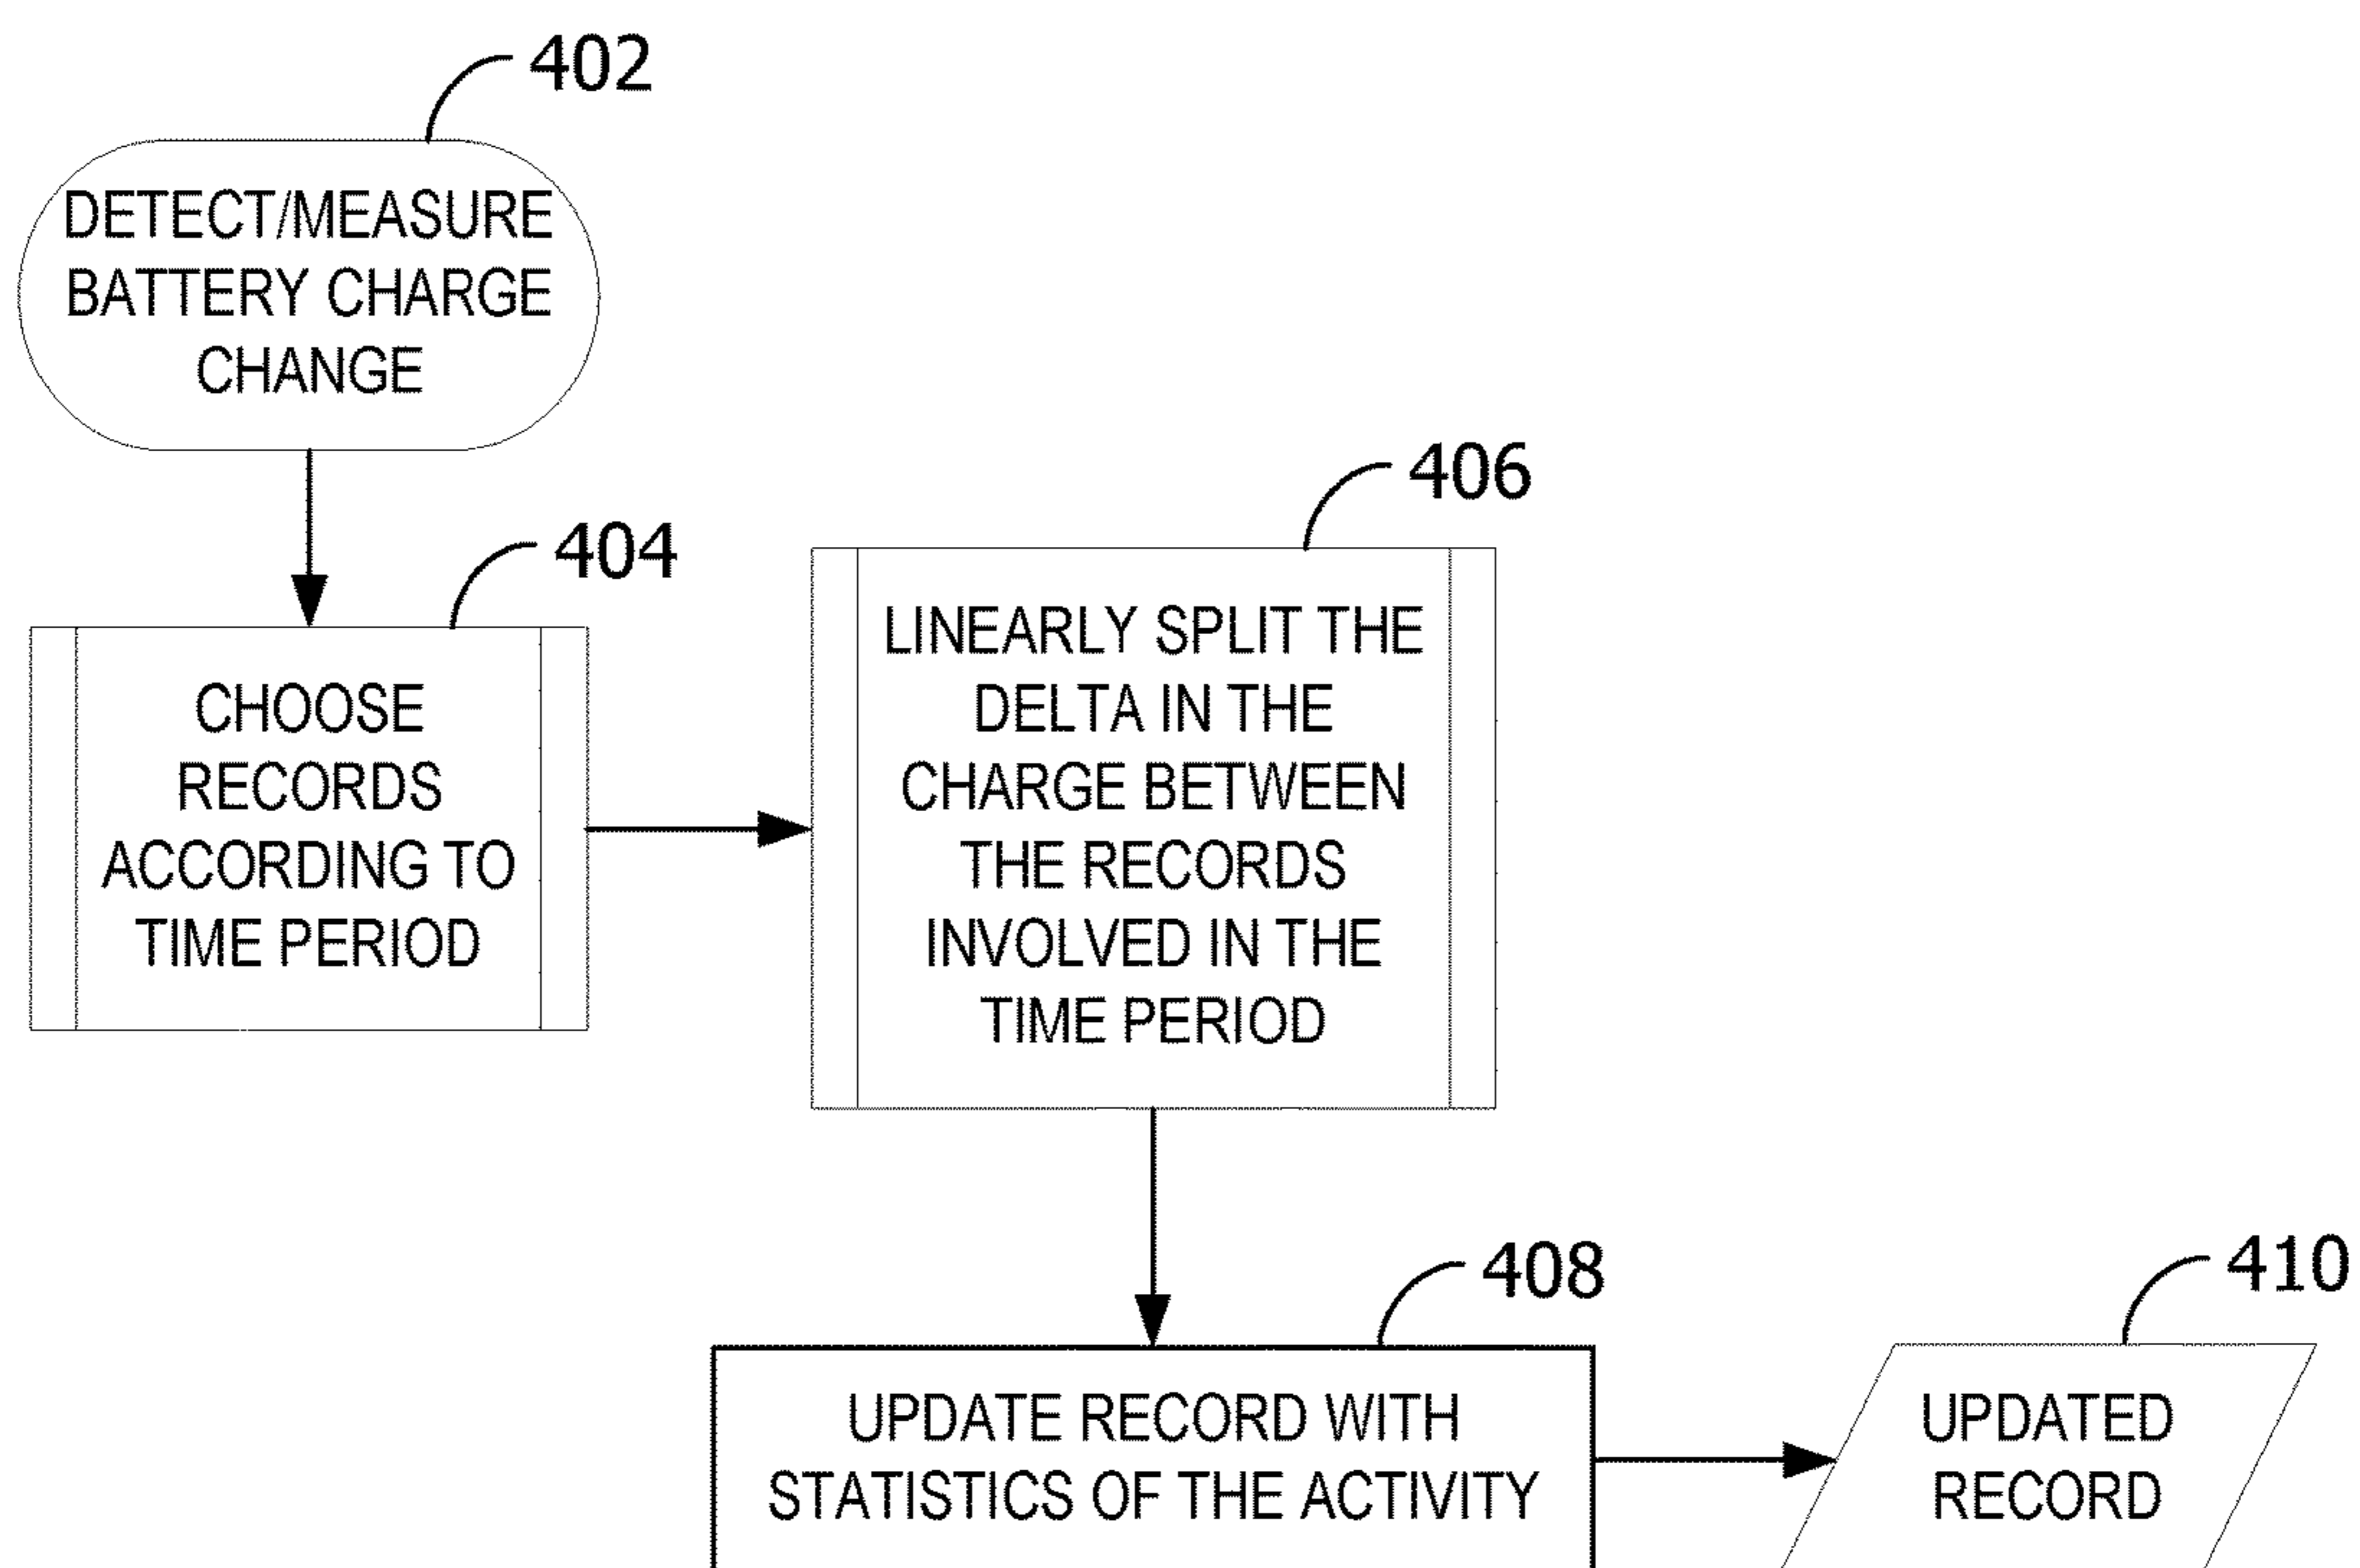 402
DETECT/MEASURE
BATTERY CHARGE
CHANGE
404
CHOOSE
RECORDS
ACCORDING TO
TIME PERIOD
406
LINEARLY SPLIT THE
DELTA IN THE
CHARGE BETWEEN
THE RECORDS
INVOLVED IN THE
TIME PERIOD
408
UPDATE RECORD WITH
STATISTICS OF THE ACTIVITY
410
UPDATED
RECORD